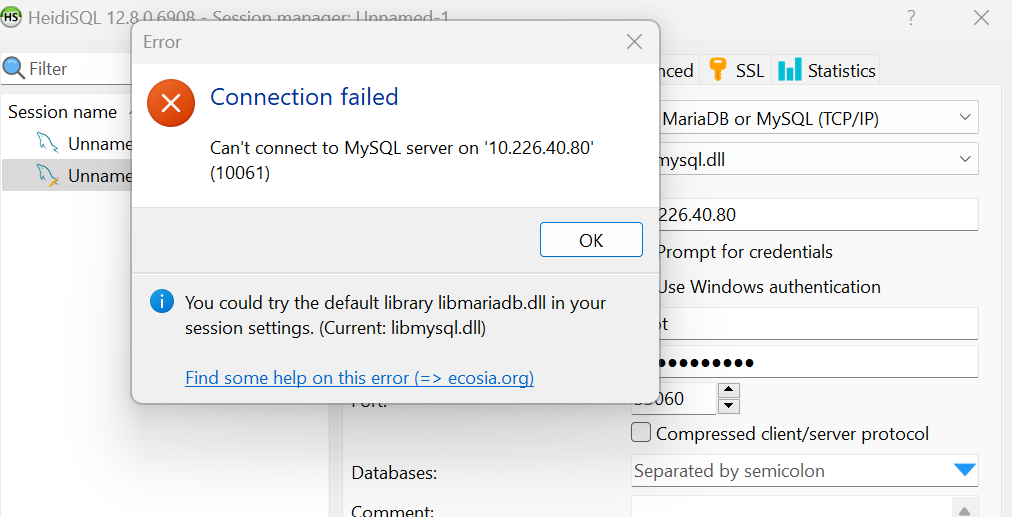 HS HeidiSQL 12.8.0.6908 - Session manager: Unnamed-1 ?
Error
Filter
nced SSL Statistics
Connection failed
Session name
MariaDB or MySQL (TCP/IP)
Unname
Can't connect to MySQL server on '10.226.40.80'
(10061)
mysql.dll
Unname
226.40.80
OK
Prompt for credentials
Use Windows authentication
You could try the default library libmariadb.dll in your
session settings. (Current: libmysql.dll)
Find some help on this error (=> ecosia.org)
Port:
3060
Compressed client/server protocol
Databases:
Separated by semicolon
Comment: